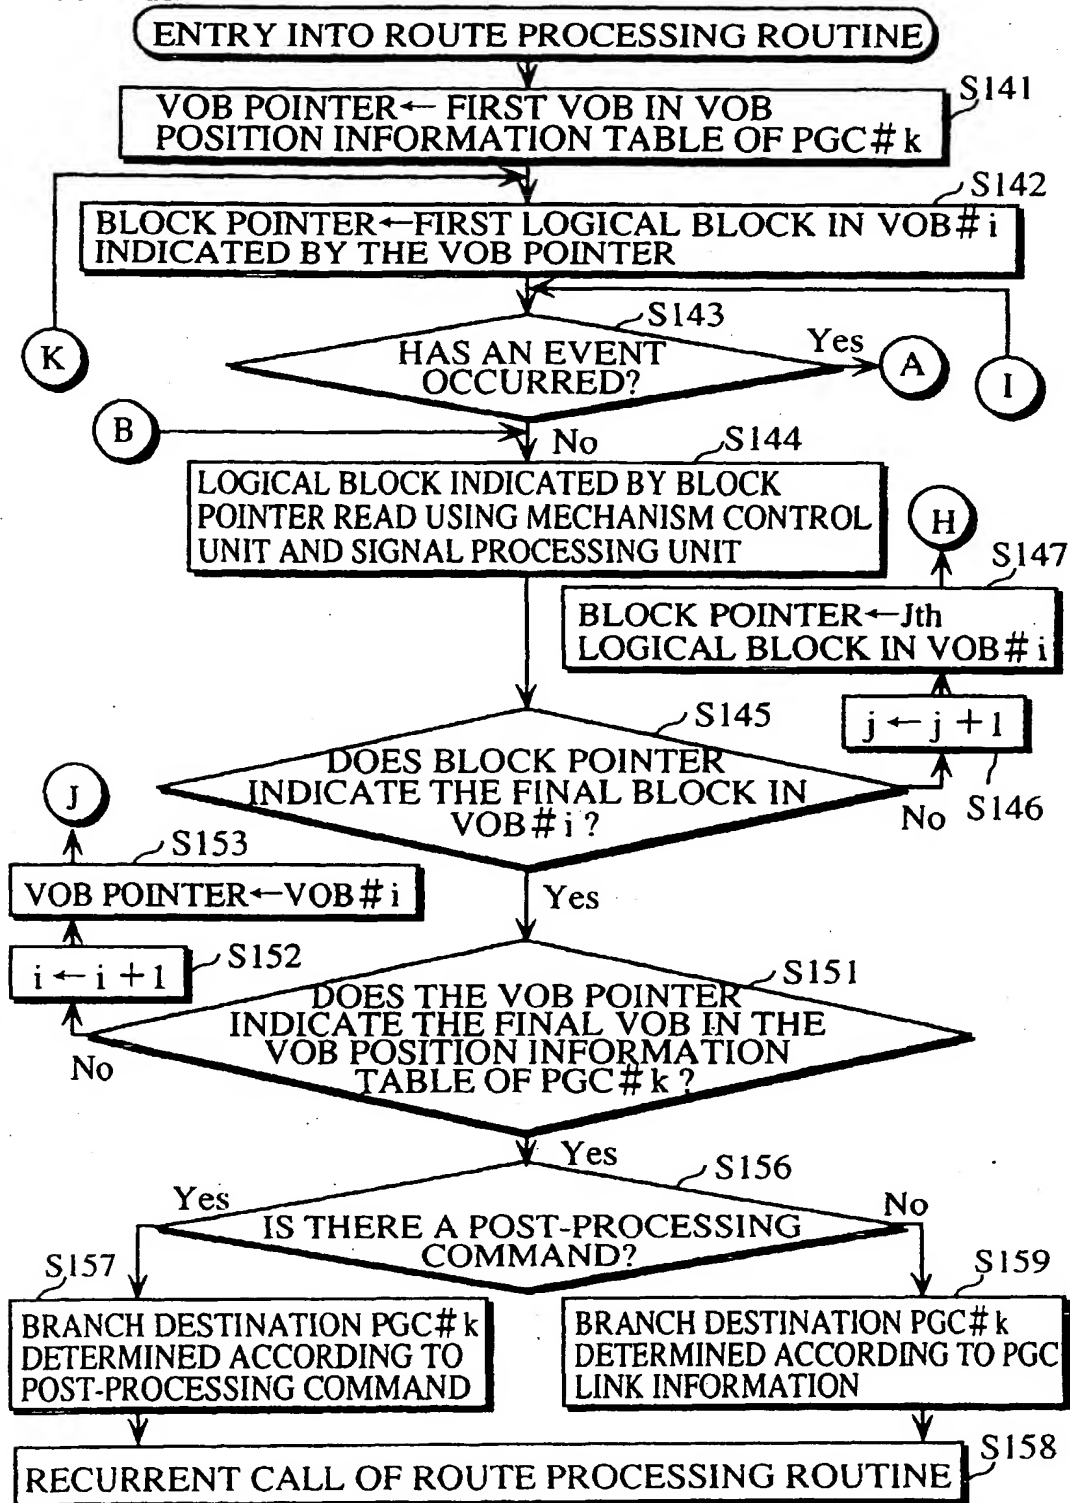 ENTRY INTO ROUTE PROCESSING ROUTINE
S141
VOB POINTER←FIRST VOB IN VOB
POSITION INFORMATION TABLE OF PGC#k
S142
BLOCK POINTER←FIRST LOGICAL BLOCK IN VOB#i
INDICATED BY THE VOB POINTER
S143
K
HAS AN EVENT
OCCURRED?
Yes
A
I
B
No
S144
LOGICAL BLOCK INDICATED BY BLOCK
POINTER READ USING MECHANISM CONTROL
UNIT AND SIGNAL PROCESSING UNIT
H
S147
BLOCK POINTER←Jth
LOGICAL BLOCK IN VOB#i
S145
j←j+1
S146
DOES BLOCK POINTER
INDICATE THE FINAL BLOCK IN
VOB#i?
No
J
S153
VOB POINTER←VOB#i
Yes
S152
i←i+1
S151
DOES THE VOB POINTER
INDICATE THE FINAL VOB IN THE
VOB POSITION INFORMATION
TABLE OF PGC#k?
No
Yes
S156
Yes
No
IS THERE A POST-PROCESSING
COMMAND?
S157
BRANCH DESTINATION PGC#k
DETERMINED ACCORDING TO
POST-PROCESSING COMMAND
S159
BRANCH DESTINATION PGC#k
DETERMINED ACCORDING TO PGC
LINK INFORMATION
S158
RECURRENT CALL OF ROUTE PROCESSING ROUTINE